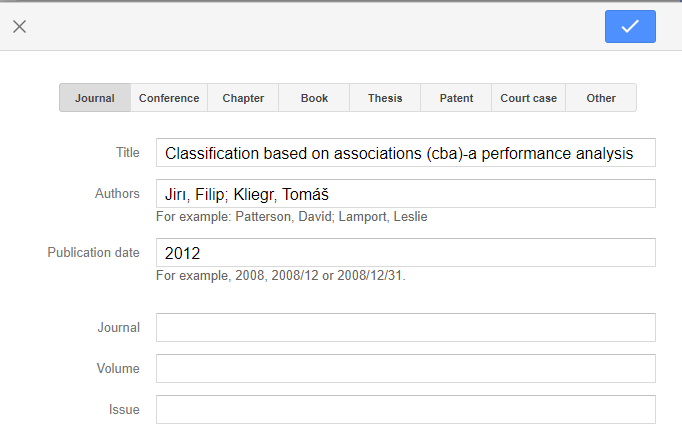 Journal Conference Chapter Book Thesis Patent Court case Other
Title Classification based on associations (cba)-a performance analysis
Authors Jirı, Filip; Kliegr, Tomáš
For example: Patterson, David; Lamport, Leslie
Publication date 2012
For example, 2008, 2008/12 or 2008/12/31.
Journal
Volume
Issue